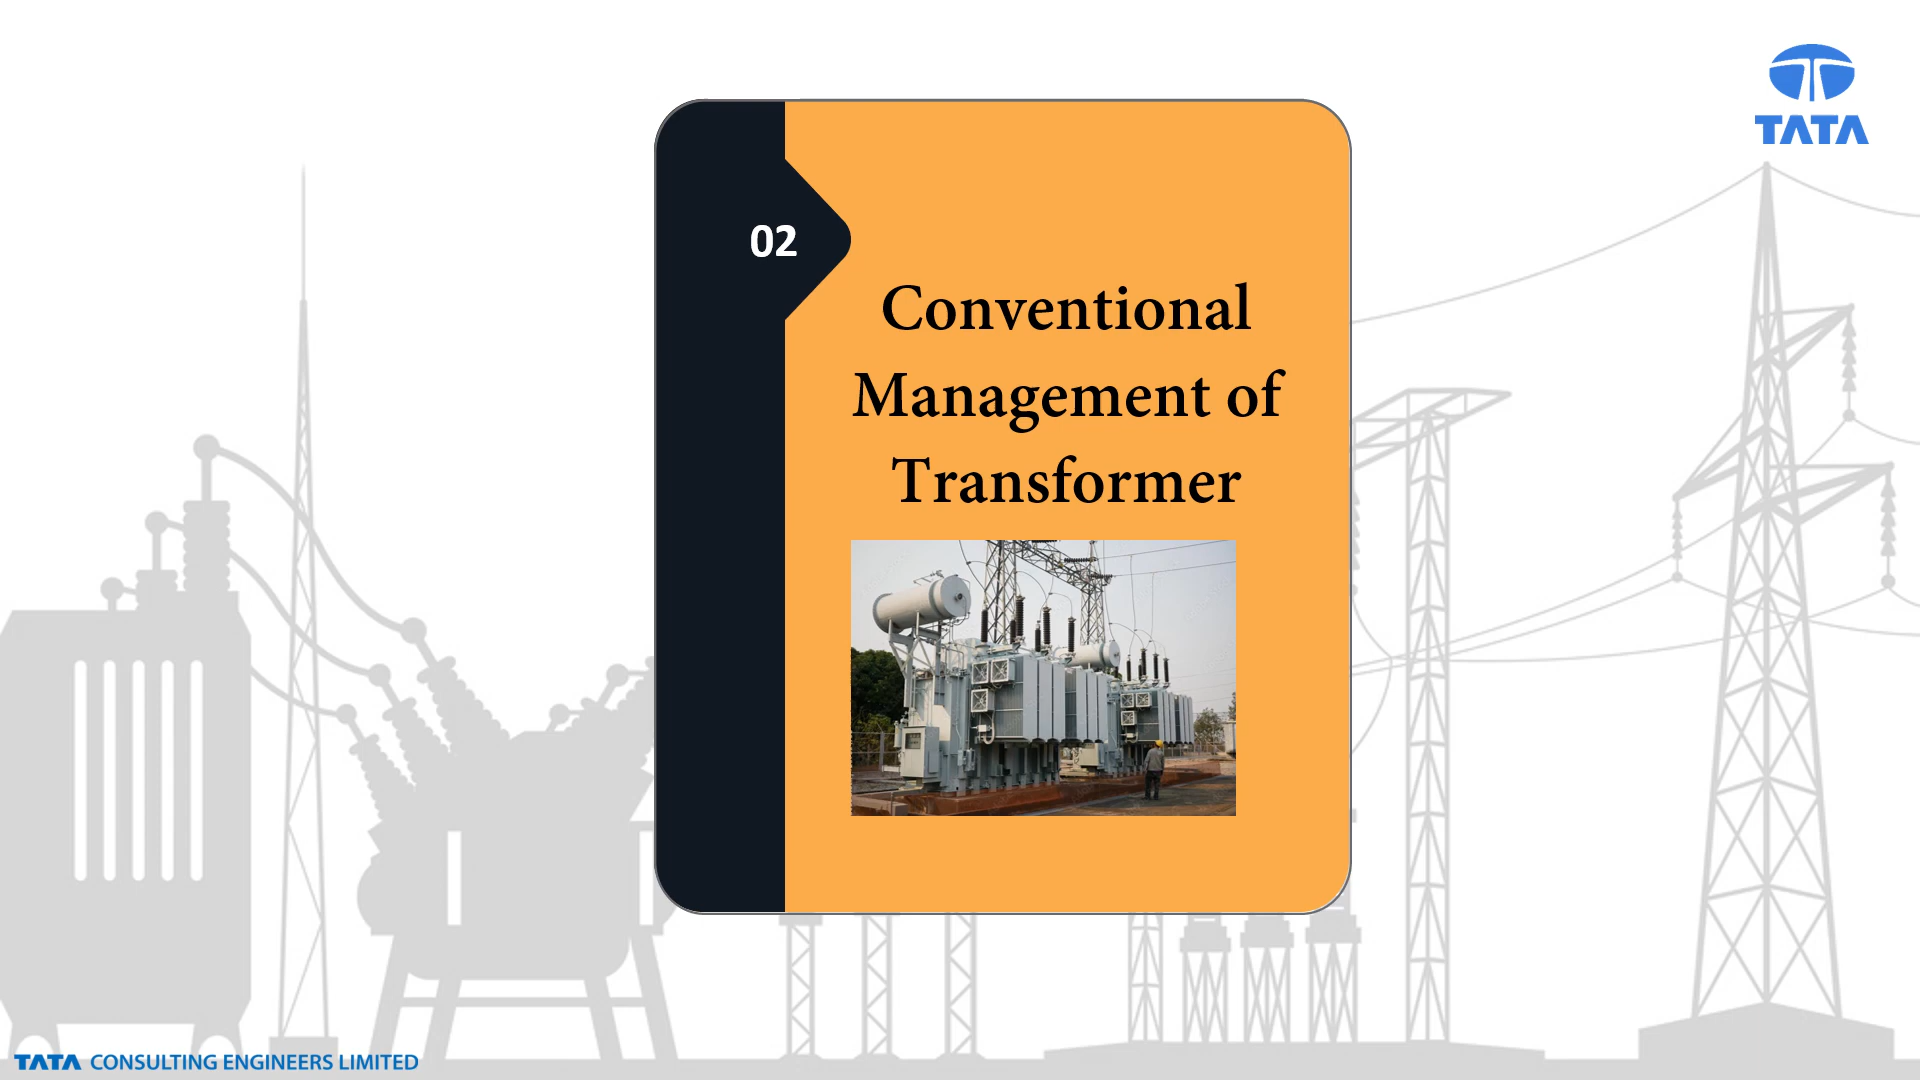 TATA
02
Conventional
Management of
Transformer
TATA CONSULTING ENGINEERS LIMITED